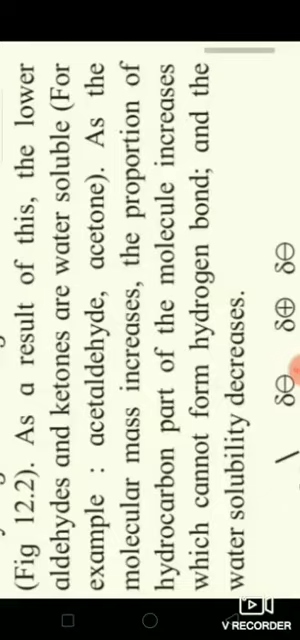 (Fig 12.2). As a result of this, the lower
aldehydes and ketones are water soluble (For
example : acetaldehyde, acetone). As the
molecular mass increases, the proportion of
hydrocarbon part of the molecule increases
which cannot form hydrogen bond; and the
water solubility decreases.
δ⊖ δ⊕ δ⊖
V RECORDER